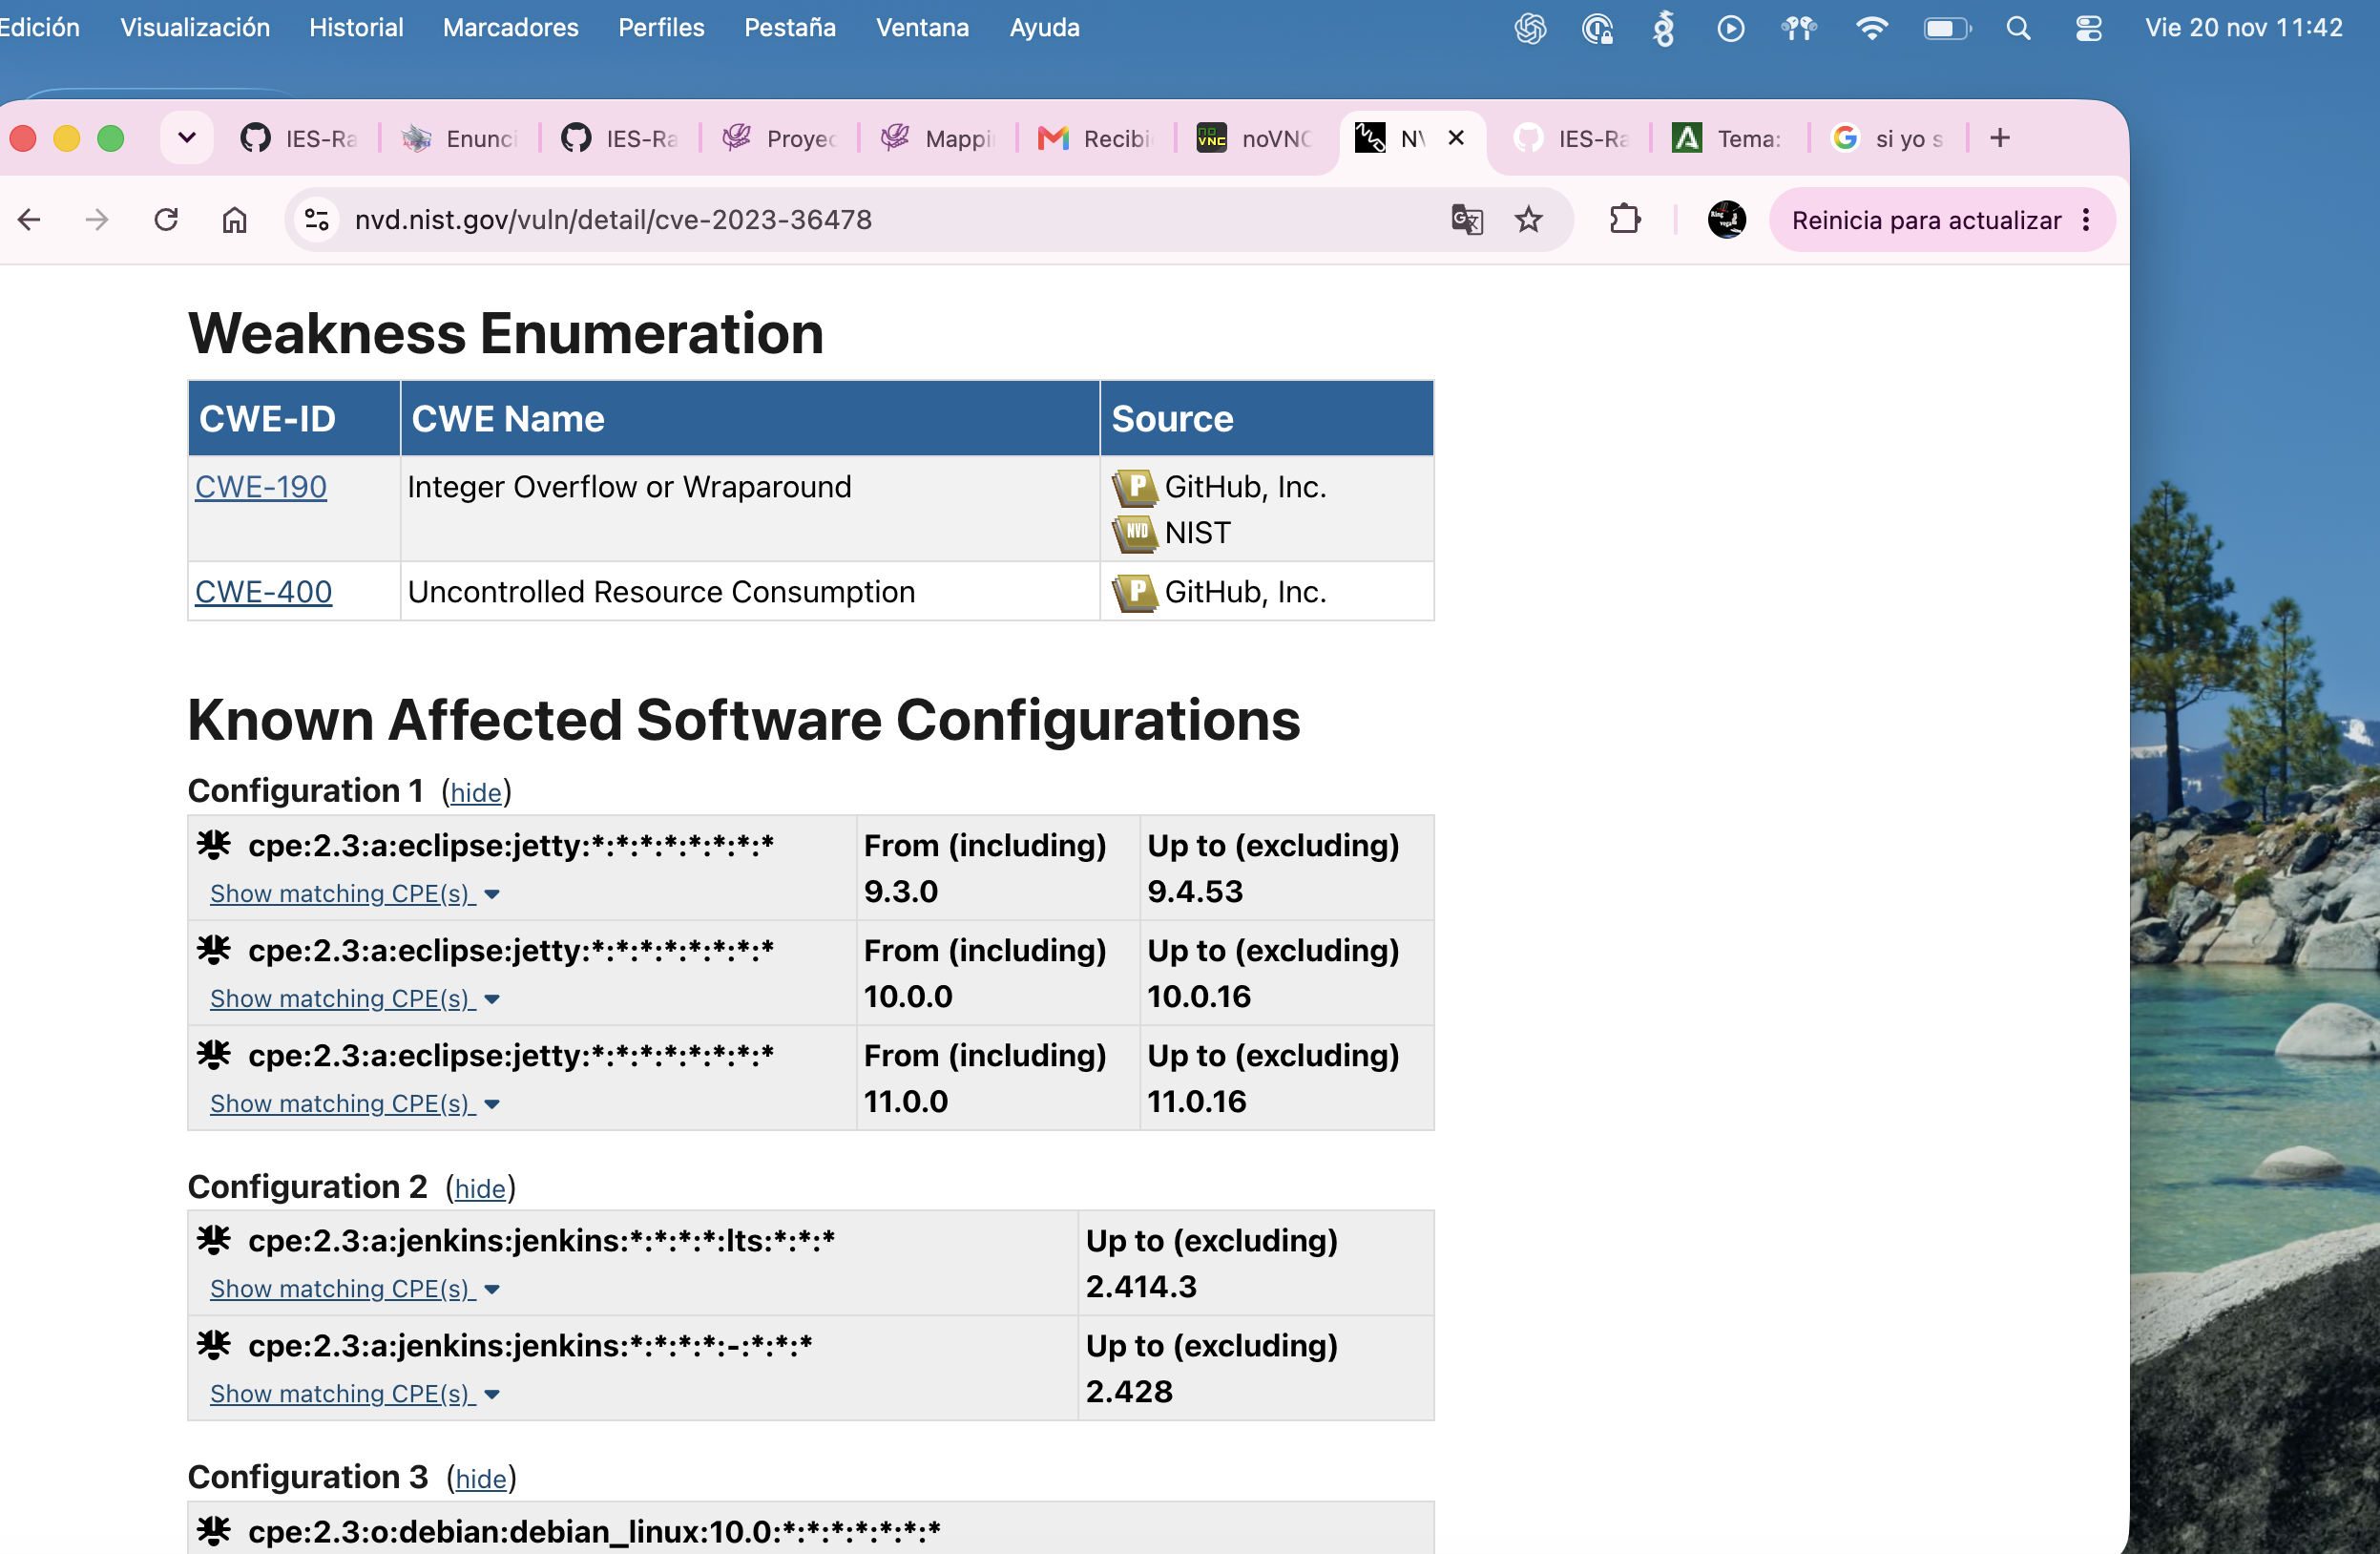 Edición Visualización Historial Marcadores Perfiles Pestaña Ventana Ayuda Vie 20 nov 11:42
IES-Ra Enunci IES-Ra Proyec Mappi Recibi noVNC NV IES-Ra Tema: si yo s
nvd.nist.gov/vuln/detail/cve-2023-36478 Reinicia para actualizar
Weakness Enumeration
CWE-ID CWE Name Source
CWE-190 Integer Overflow or Wraparound GitHub, Inc.
NIST
CWE-400 Uncontrolled Resource Consumption GitHub, Inc.
Known Affected Software Configurations
Configuration 1 (hide)
cpe:2.3:a:eclipse:jetty:*:*:*:*:*:*:*:* From (including) Up to (excluding)
Show matching CPE(s) 9.3.0 9.4.53
cpe:2.3:a:eclipse:jetty:*:*:*:*:*:*:*:* From (including) Up to (excluding)
Show matching CPE(s) 10.0.0 10.0.16
cpe:2.3:a:eclipse:jetty:*:*:*:*:*:*:*:* From (including) Up to (excluding)
Show matching CPE(s) 11.0.0 11.0.16
Configuration 2 (hide)
cpe:2.3:a:jenkins:jenkins:*:*:*:*:lts:*:*:* Up to (excluding)
Show matching CPE(s) 2.414.3
cpe:2.3:a:jenkins:jenkins:*:*:*:*:-:*:*:* Up to (excluding)
Show matching CPE(s) 2.428
Configuration 3 (hide)
cpe:2.3:o:debian:debian_linux:10.0:*:*:*:*:*:*:*